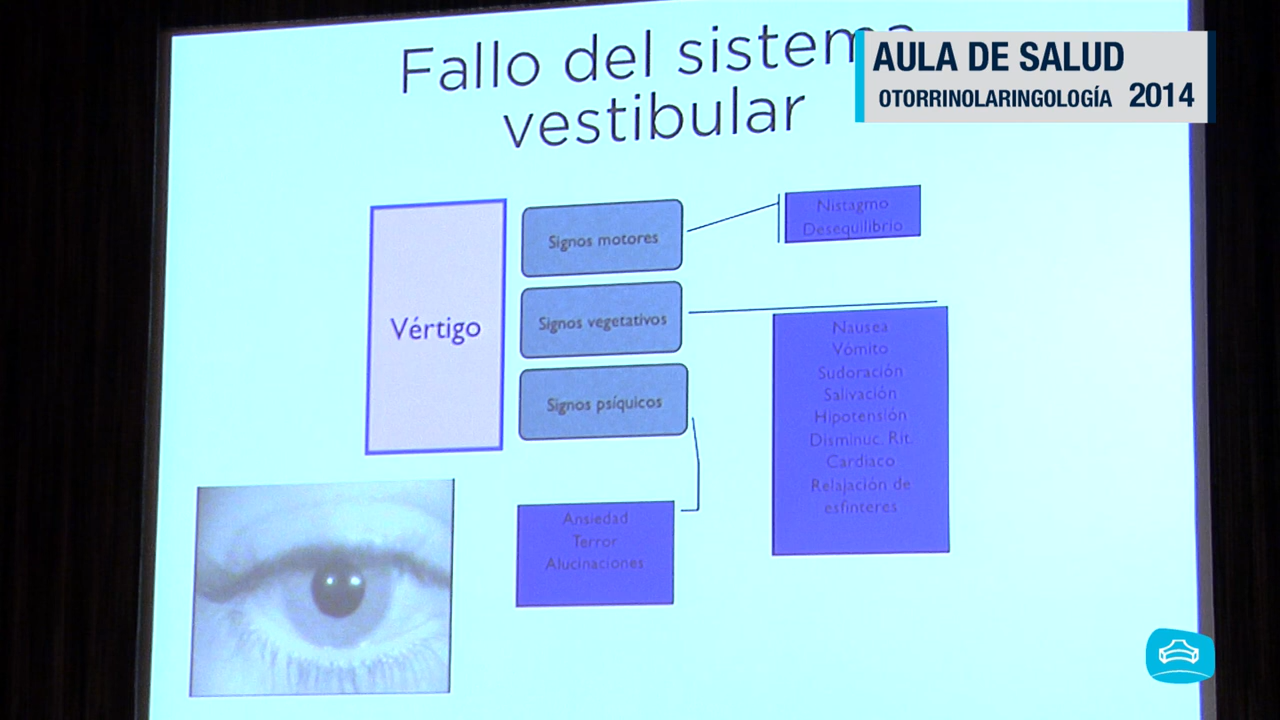 Fallo del sistema
vestibular
AULA DE SALUD
OTORRINOLARINGOLOGÍA 2014
Vértigo
Signos motores
Nistagmo
Desequilibrio
Signos vegetativos
Nausea
Vómito
Sudoración
Salivación
Hipotensión
Disminuc. Rit.
Cardiaco
Relajación de
esfinteres
Signos psíquicos
Ansiedad
Terror
Alucinaciones